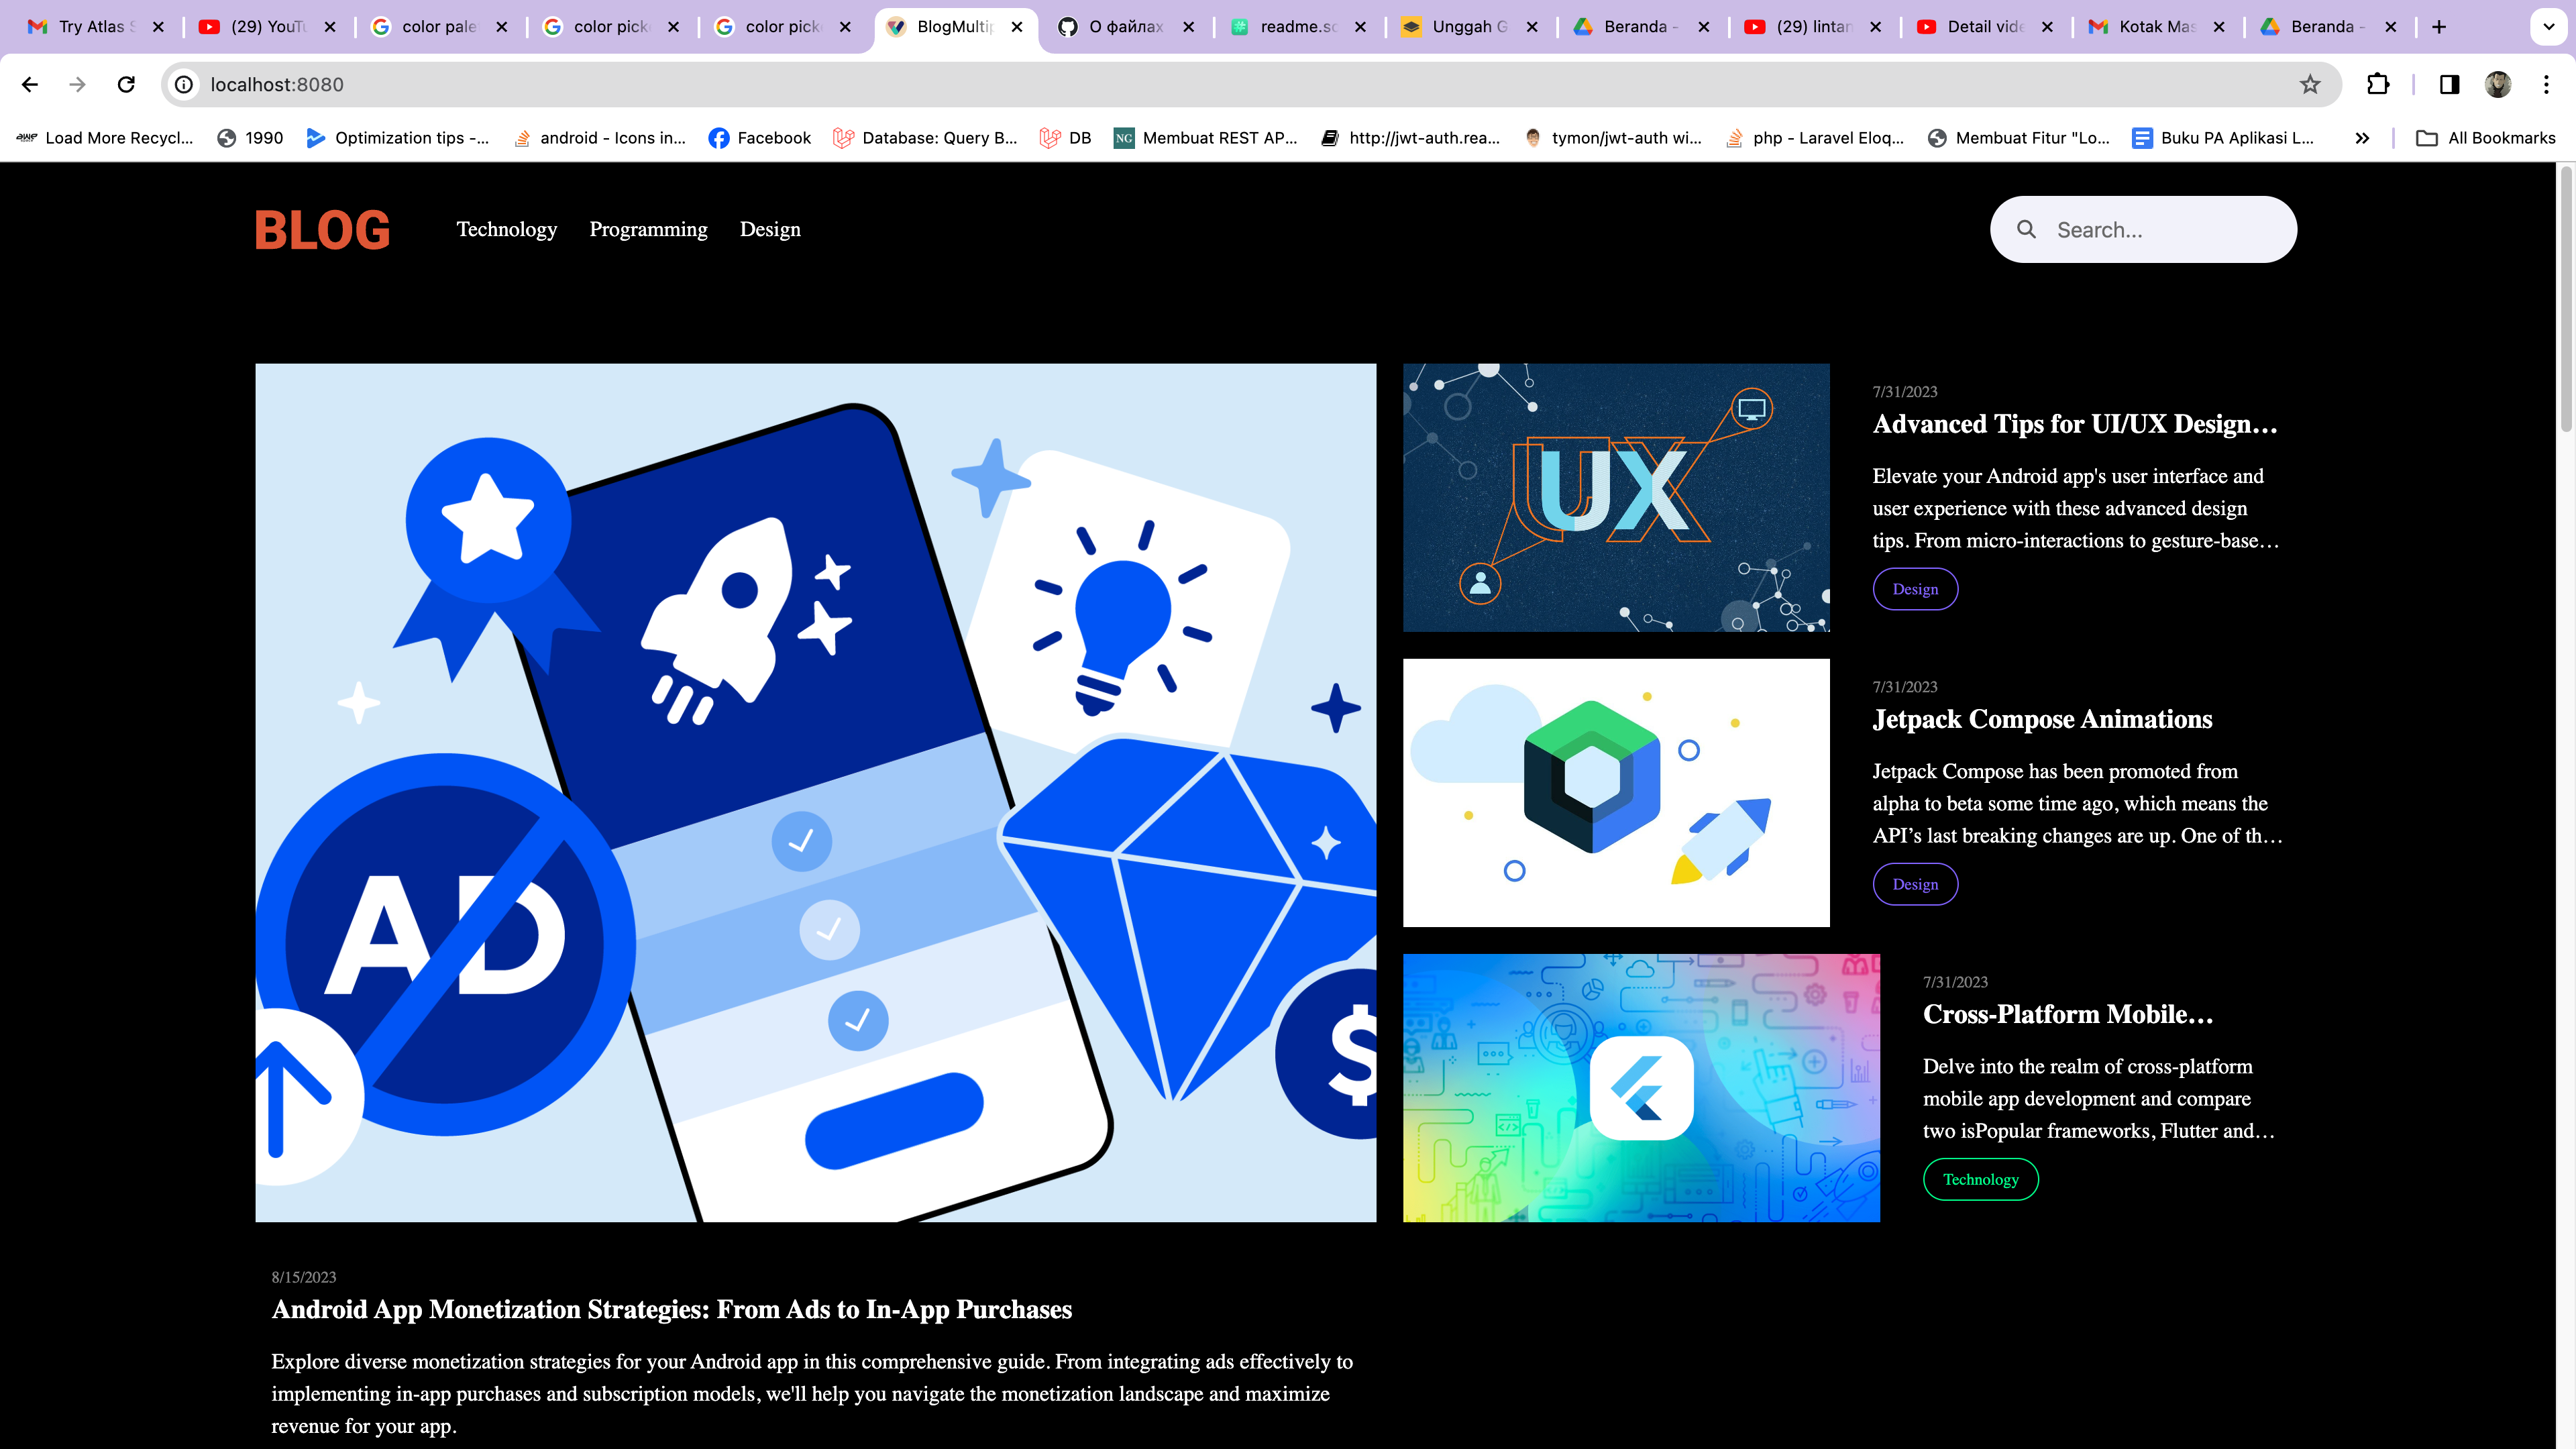 Try Atlas S
(29) YouTu
color pale
color pick
color pick
BlogMultip
О файлах
readme.so
Unggah G
Beranda -
(29) lintan
Detail vide
Kotak Mas
Beranda -
localhost:8080
Load More Recycl...
1990
Optimization tips -...
android - Icons in...
Facebook
Database: Query B...
DB
NG
Membuat REST AP...
http://jwt-auth.rea...
tymon/jwt-auth wi...
php - Laravel Eloq...
Membuat Fitur "Lo...
Buku PA Aplikasi L...
All Bookmarks
BLOG
Technology
Programming
Design
Search...
AD
$
UX
7/31/2023
Advanced Tips for UI/UX Design...
Elevate your Android app's user interface and
user experience with these advanced design
tips. From micro-interactions to gesture-base...
Design
7/31/2023
Jetpack Compose Animations
Jetpack Compose has been promoted from
alpha to beta some time ago, which means the
API’s last breaking changes are up. One of th...
Design
7/31/2023
Cross-Platform Mobile...
Delve into the realm of cross-platform
mobile app development and compare
two isPopular frameworks, Flutter and...
Technology
8/15/2023
Android App Monetization Strategies: From Ads to In-App Purchases
Explore diverse monetization strategies for your Android app in this comprehensive guide. From integrating ads effectively to
implementing in-app purchases and subscription models, we'll help you navigate the monetization landscape and maximize
revenue for your app.